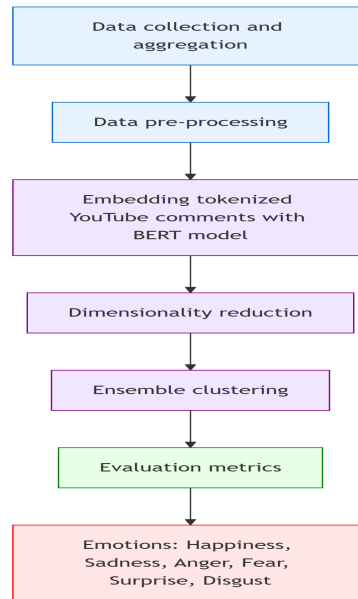 Data collection and
aggregation
Data pre-processing
Embedding tokenized
YouTube comments with
BERT model
Dimensionality reduction
Ensemble clustering
Evaluation metrics
Emotions: Happiness,
Sadness, Anger, Fear,
Surprise, Disgust